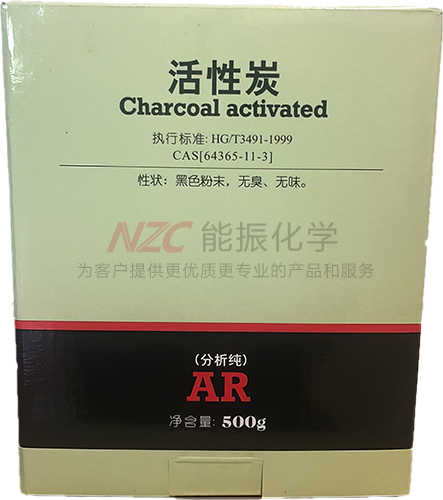 活性炭
Charcoal activated
执行标准: HG/T3491-1999
CAS[64365-11-3]
性状：黑色粉末，无臭、无味。
NZC 能振化学
为客户提供更优质更专业的产品和服务
(分析纯)
AR
净含量: 500g